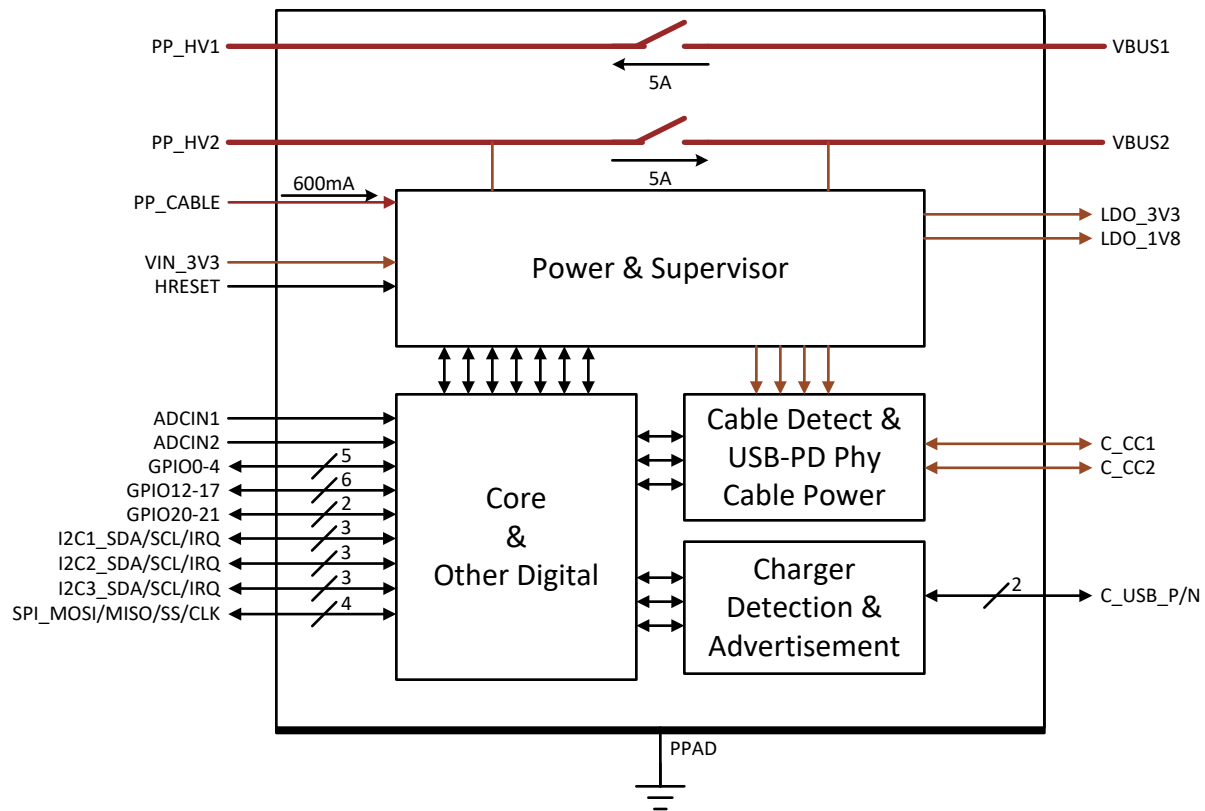 PP_HV1
VBUS1
5A
PP_HV2
VBUS2
5A
600mA
PP_CABLE
LDO_3V3
LDO_1V8
VIN_3V3
HRESET
Power & Supervisor
ADCIN1
ADCIN2
GPIO0-4
5
GPIO12-17
6
GPIO20-21
2
I2C1_SDA/SCL/IRQ
3
I2C2_SDA/SCL/IRQ
3
I2C3_SDA/SCL/IRQ
3
SPI_MOSI/MISO/SS/CLK
4
Core
&
Other Digital
Cable Detect &
USB-PD Phy
Cable Power
C_CC1
C_CC2
Charger
Detection &
Advertisement
2
C_USB_P/N
PPAD